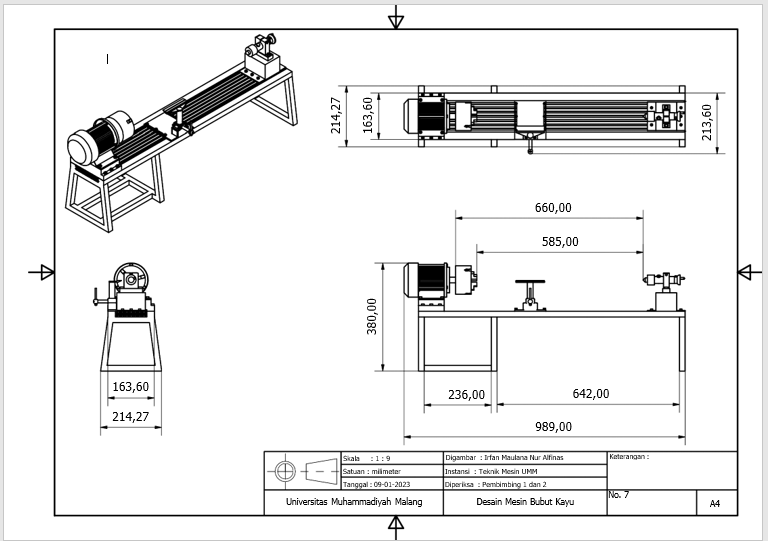 214,27
163,60
213,60
660,00
585,00
380,00
163,60
214,27
236,00
642,00
989,00
Skala : 1 : 9
Satuan : milimeter
Tanggal : 09-01-2023
Digambar : Irfan Maulana Nur Alfinas
Instansi : Teknik Mesin UMM
Diperiksa : Pembimbing 1 dan 2
Keterangan :
Universitas Muhammadiyah Malang
Desain Mesin Bubut Kayu
No. 7
A4